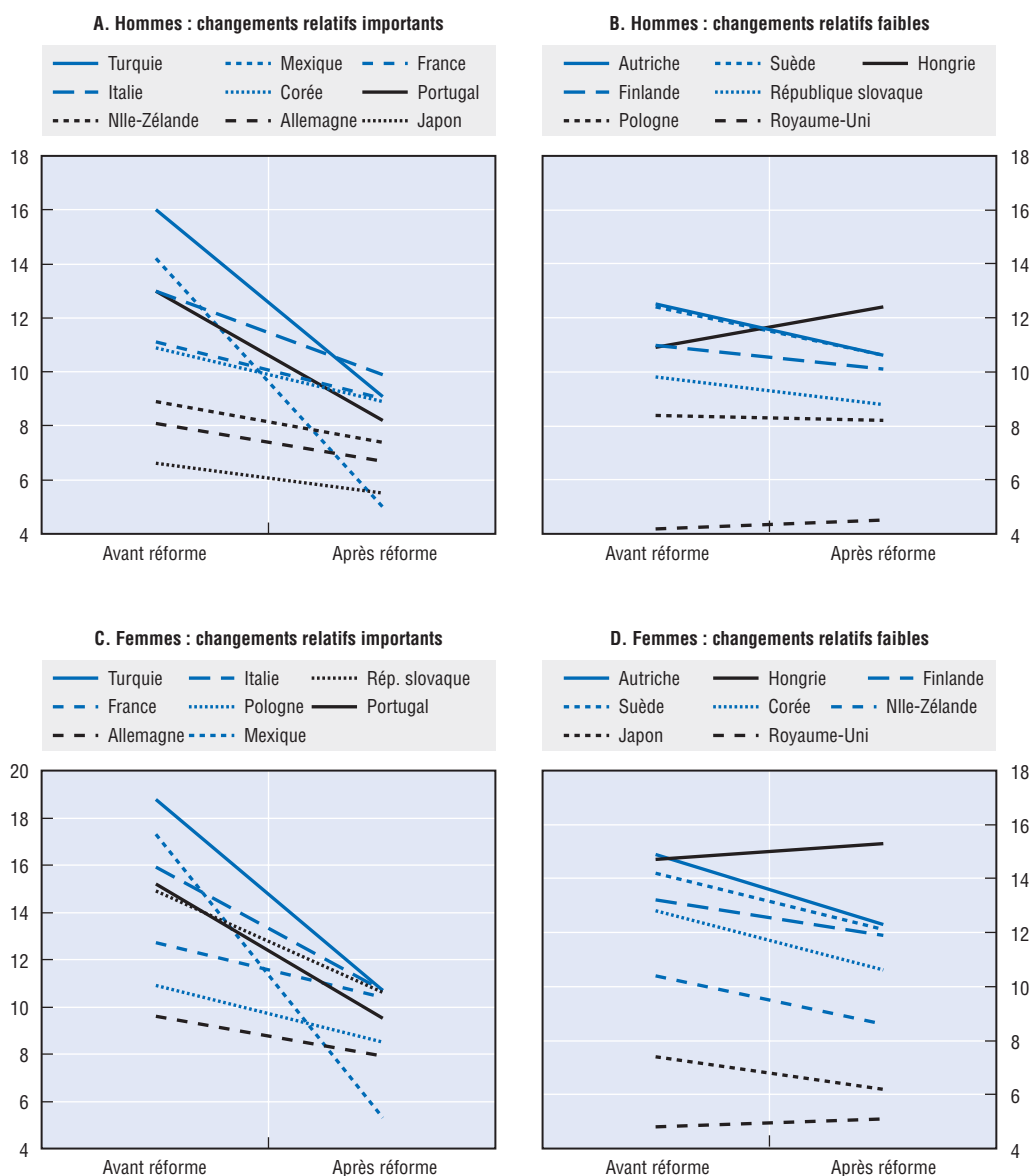 A. Hommes : changements relatifs importants
Turquie Mexique France
Italie Corée Portugal
Nlle-Zélande Allemagne Japon
18
16
14
12
10
8
6
4
Avant réforme Après réforme
B. Hommes : changements relatifs faibles
Autriche Suède Hongrie
Finlande République slovaque
Pologne Royaume-Uni
18
16
14
12
10
8
6
4
Avant réforme Après réforme
C. Femmes : changements relatifs importants
Turquie Italie Rép. slovaque
France Pologne Portugal
Allemagne Mexique
20
18
16
14
12
10
8
6
4
Avant réforme Après réforme
D. Femmes : changements relatifs faibles
Autriche Hongrie Finlande
Suède Corée Nlle-Zélande
Japon Royaume-Uni
18
16
14
12
10
8
6
4
Avant réforme Après réforme